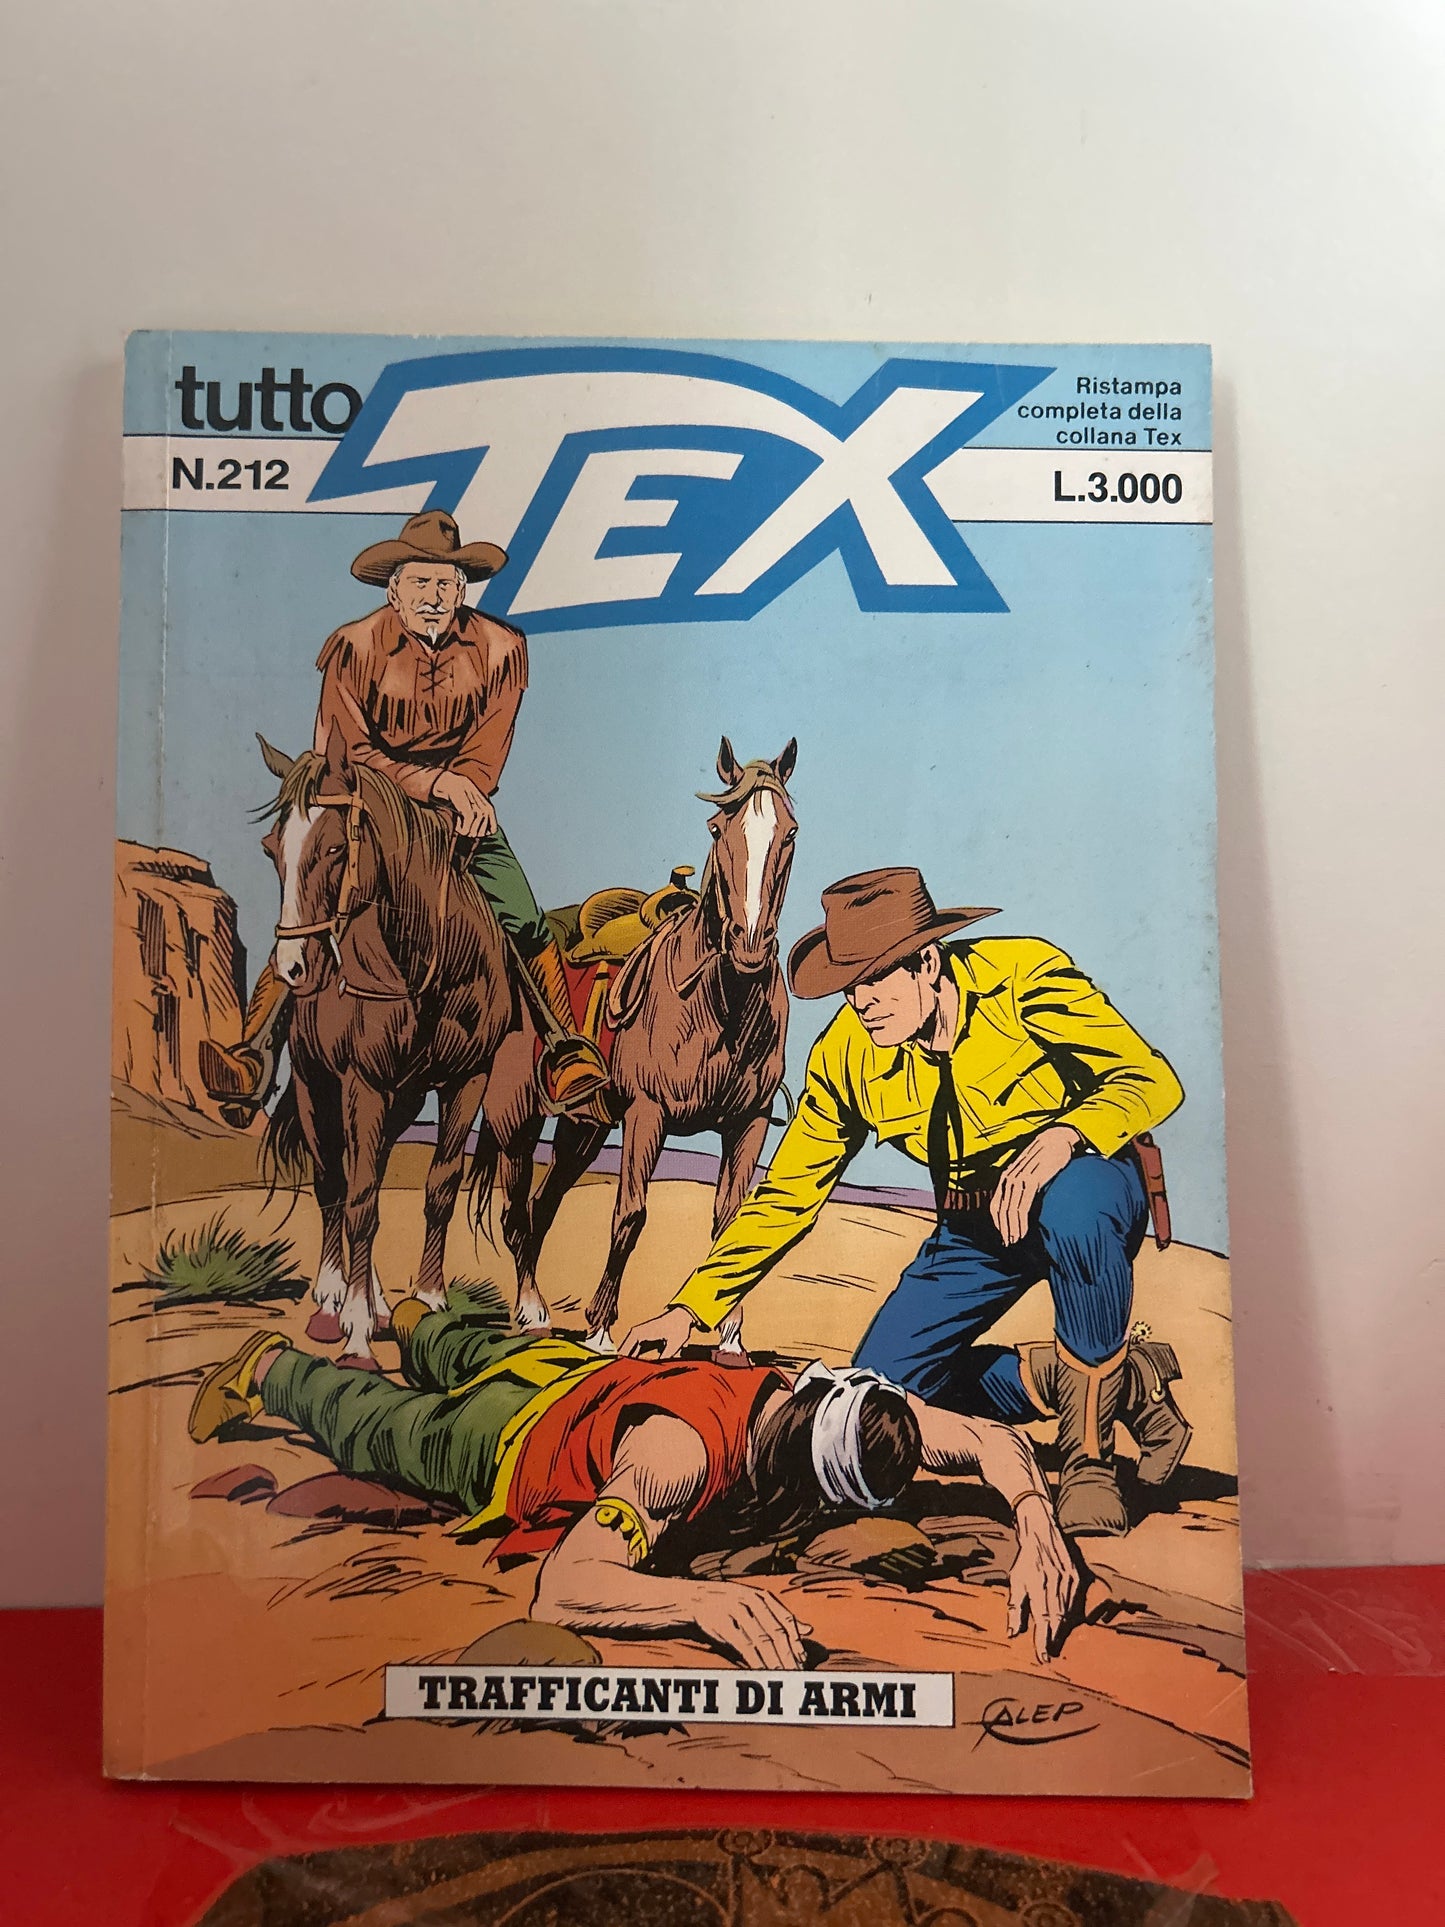 tutto
TEX
N.212
Ristampa
completa della
collana Tex
L.3.000
TRAFFICANTI DI ARMI
GALEP